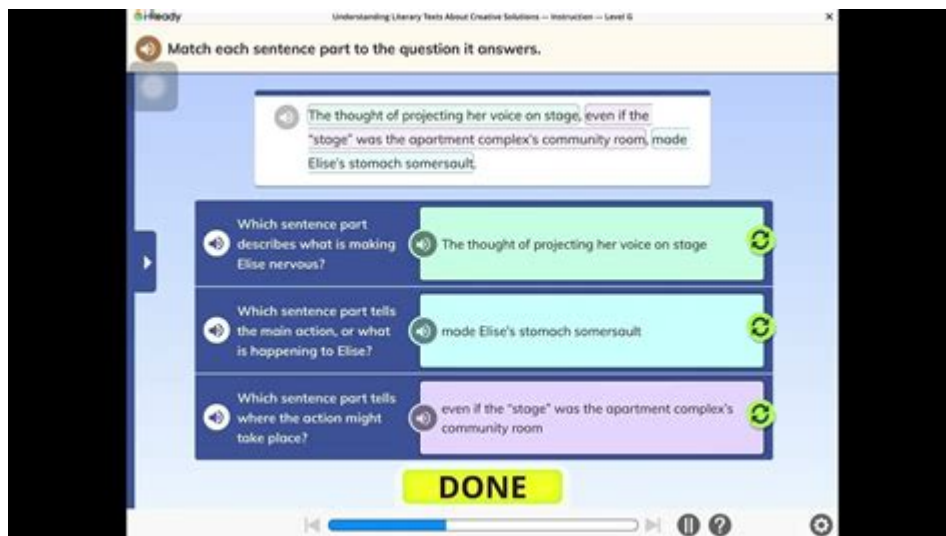 i-Ready
Understanding Literary Texts About Creative Solutions — Instruction — Level G
Match each sentence part to the question it answers.
The thought of projecting her voice on stage, even if the
"stage" was the apartment complex's community room, made
Elise's stomach somersault.
Which sentence part
describes what is making
Elise nervous?
The thought of projecting her voice on stage
Which sentence part tells
the main action, or what
is happening to Elise?
made Elise's stomach somersault
Which sentence part tells
where the action might
take place?
even if the "stage" was the apartment complex's
community room
DONE